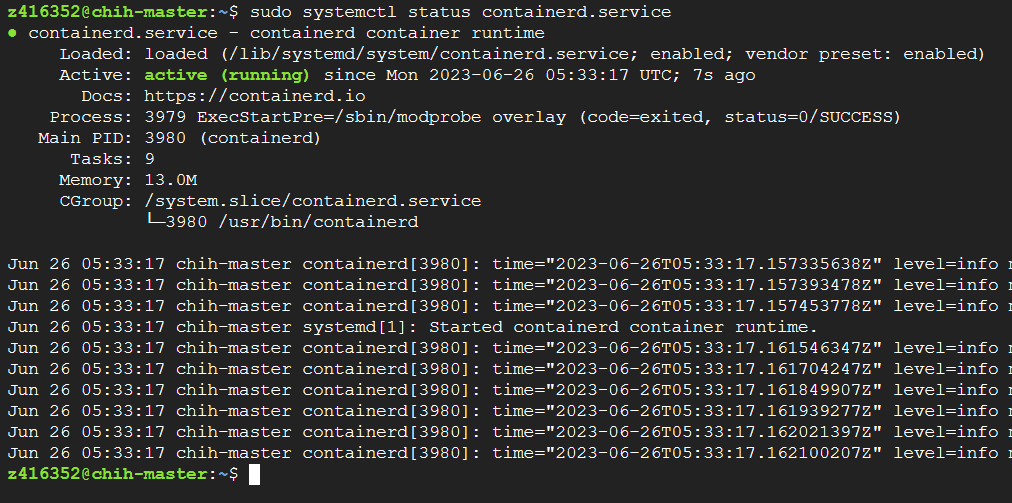 z416352@chih-master:~$ sudo systemctl status containerd.service
● containerd.service - containerd container runtime
Loaded: loaded (/lib/systemd/system/containerd.service; enabled; vendor preset: enabled)
Active: active (running) since Mon 2023-06-26 05:33:17 UTC; 7s ago
Docs: https://containerd.io
Process: 3979 ExecStartPre=/sbin/modprobe overlay (code=exited, status=0/SUCCESS)
Main PID: 3980 (containerd)
Tasks: 9
Memory: 13.0M
CGroup: /system.slice/containerd.service
└─3980 /usr/bin/containerd
Jun 26 05:33:17 chih-master containerd[3980]: time="2023-06-26T05:33:17.157335638Z" level=info
Jun 26 05:33:17 chih-master containerd[3980]: time="2023-06-26T05:33:17.157393478Z" level=info
Jun 26 05:33:17 chih-master containerd[3980]: time="2023-06-26T05:33:17.157453778Z" level=info
Jun 26 05:33:17 chih-master systemd[1]: Started containerd container runtime.
Jun 26 05:33:17 chih-master containerd[3980]: time="2023-06-26T05:33:17.161546347Z" level=info
Jun 26 05:33:17 chih-master containerd[3980]: time="2023-06-26T05:33:17.161704247Z" level=info
Jun 26 05:33:17 chih-master containerd[3980]: time="2023-06-26T05:33:17.161849907Z" level=info
Jun 26 05:33:17 chih-master containerd[3980]: time="2023-06-26T05:33:17.161939277Z" level=info
Jun 26 05:33:17 chih-master containerd[3980]: time="2023-06-26T05:33:17.162021397Z" level=info
Jun 26 05:33:17 chih-master containerd[3980]: time="2023-06-26T05:33:17.162100207Z" level=info
z416352@chih-master:~$